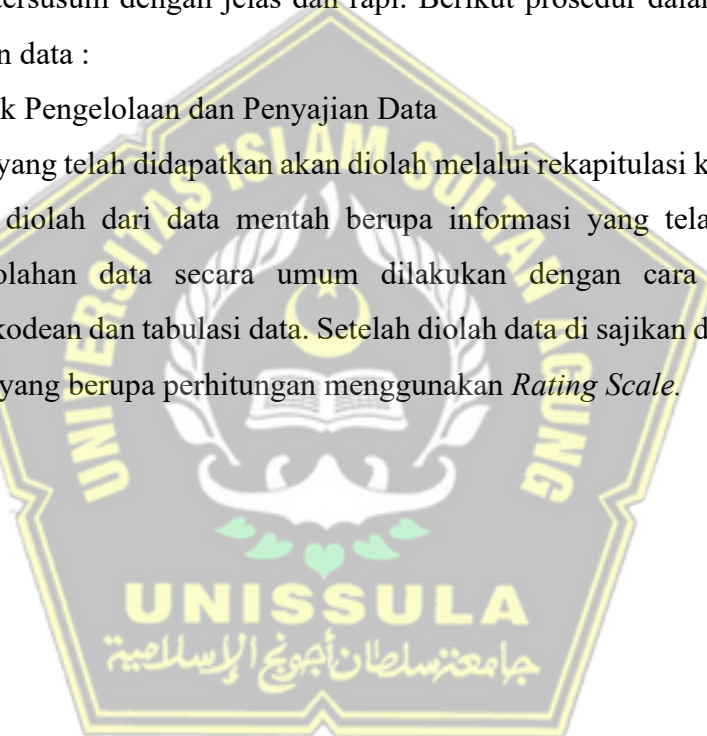 tersusun dengan jelas dan rapi. Berikut prosedur dalam
n data :
k Pengelolaan dan Penyajian Data
yang telah didapatkan akan diolah melalui rekapitulasi k
diolah dari data mentah berupa informasi yang tela
olahan data secara umum dilakukan dengan cara
kodean dan tabulasi data. Setelah diolah data di sajikan d
yang berupa perhitungan menggunakan Rating Scale.
UNIVERSITAS ISLAM SULTAN AGUNG
UNISSULA
جامعة سلطان أجونج الإسلامية